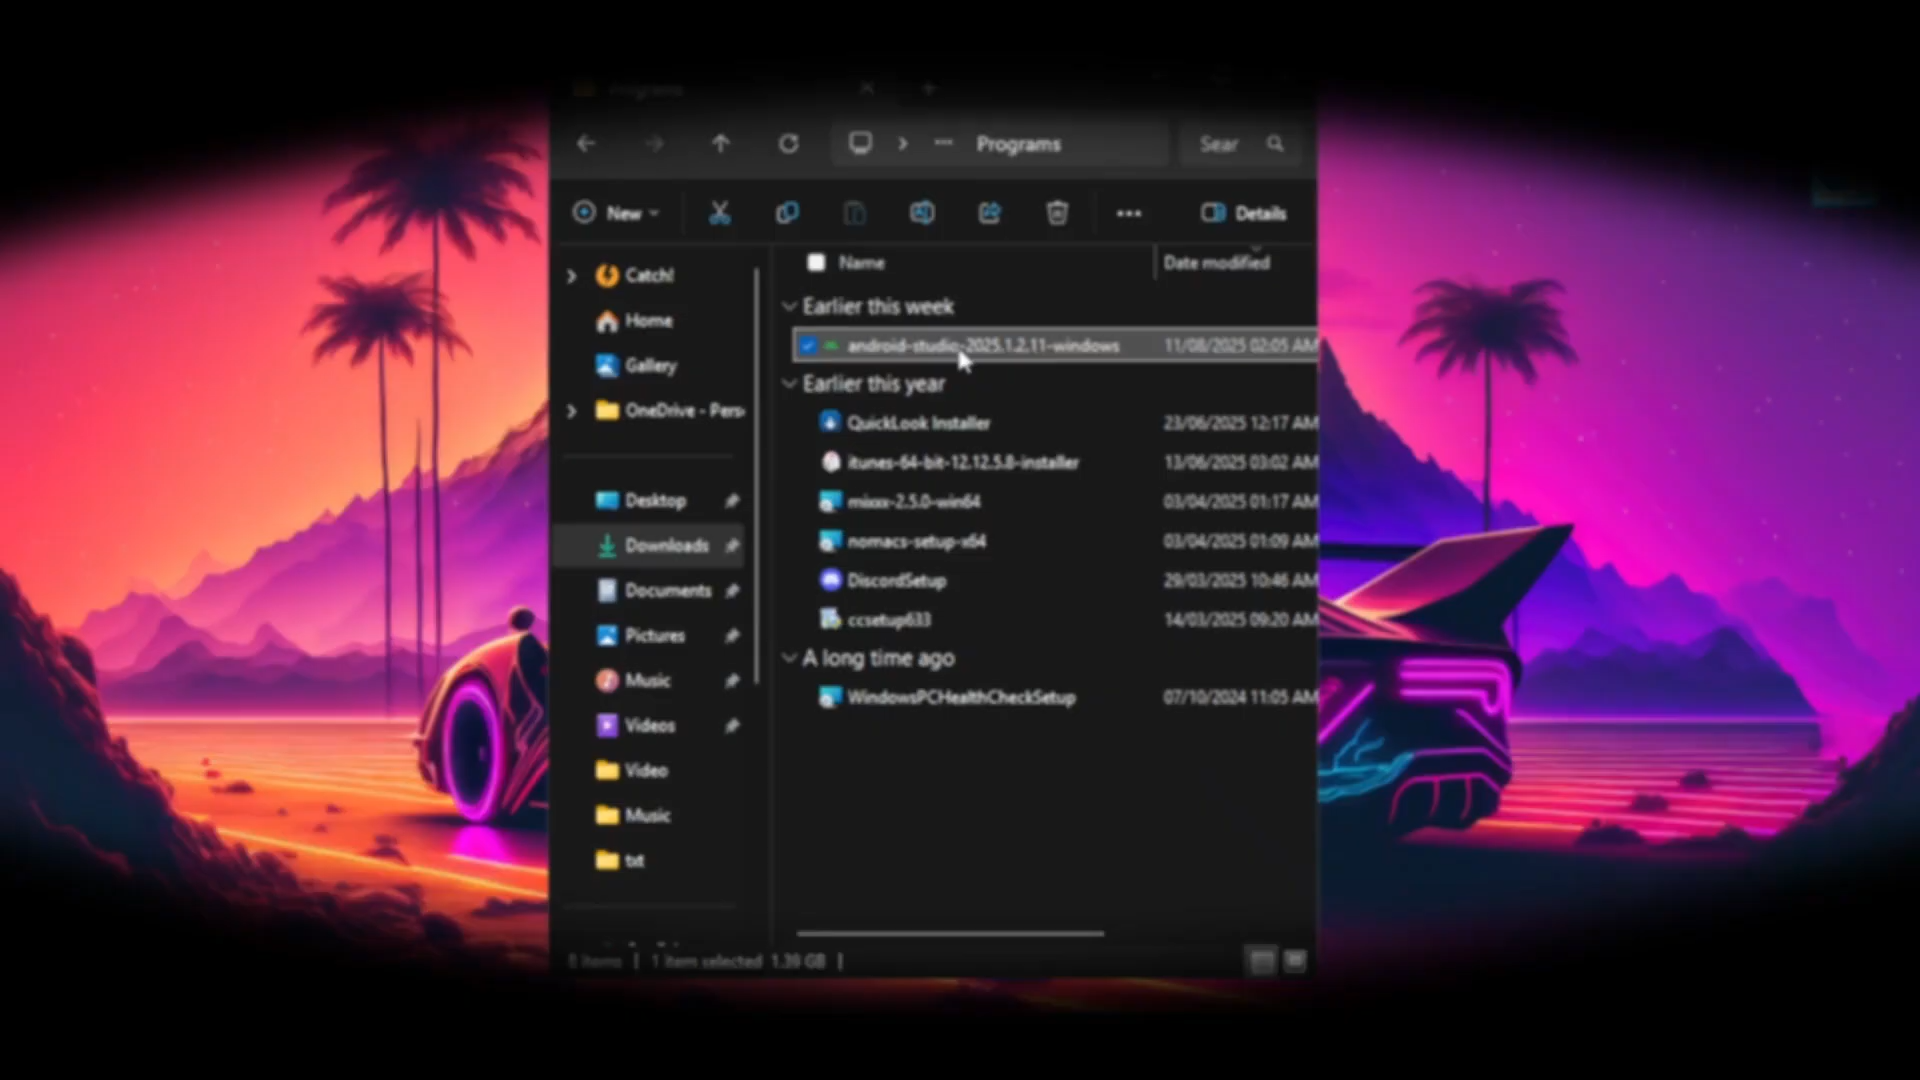 Programs
Programs
Sear
New
Details
Catch!
Home
Gallery
OneDrive - Pers
Desktop
Downloads
Documents
Pictures
Music
Videos
Video
Music
txt
Name
Date modified
Earlier this week
android-studio-2025.1.2.11-windows 11/08/2025 02:05 AM
Earlier this year
QuickLook Installer 23/06/2025 12:17 AM
itunes-64-bit-12.12.5.8-installer 13/06/2025 03:02 AM
mixxx-2.5.0-win64 03/04/2025 01:17 AM
nomacs-setup-x64 03/04/2025 01:09 AM
DiscordSetup 29/03/2025 10:46 AM
ccsetup633 14/03/2025 09:20 AM
A long time ago
WindowsPCHealthCheckSetup 07/10/2024 11:05 AM
8 items | 1 item selected 1.39 GB |